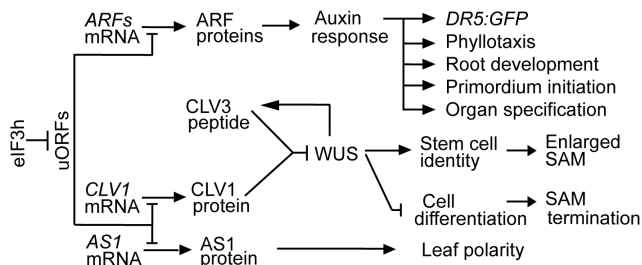 ARFs
mRNA
ARF
proteins
Auxin
response
DR5:GFP
Phyllotaxis
Root development
Primordium initiation
Organ specification
eIF3h
uORFs
CLV3
peptide
WUS
Stem cell
identity
Enlarged
SAM
CLV1
mRNA
CLV1
protein
Cell
differentiation
SAM
termination
AS1
mRNA
AS1
protein
Leaf polarity